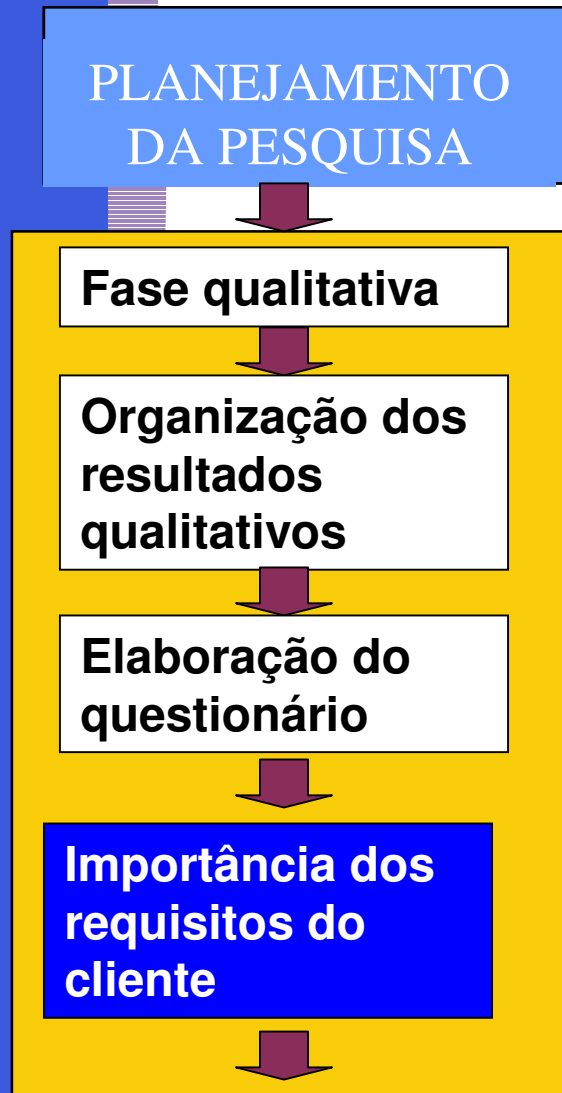 PLANEJAMENTO
DA PESQUISA
Fase qualitativa
Organização dos
resultados
qualitativos
Elaboração do
questionário
Importância dos
requisitos do
cliente